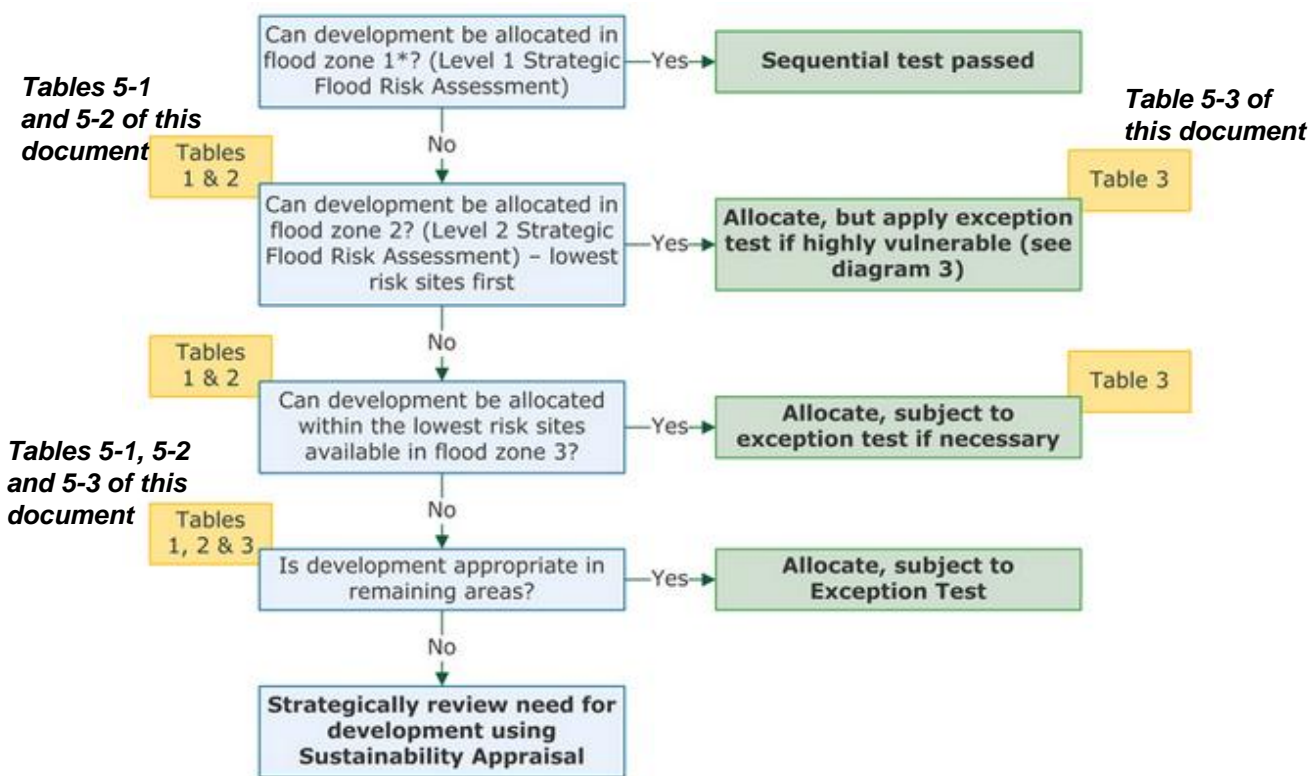 Can development be allocated in
flood zone 1*? (Level 1 Strategic
Flood Risk Assessment)
Yes
Sequential test passed
Tables 5-1
and 5-2 of this
document
Table 5-3 of
this document
No
Tables
1 & 2
Table 3
Can development be allocated in
flood zone 2? (Level 2 Strategic
Flood Risk Assessment) – lowest
risk sites first
Yes
Allocate, but apply exception
test if highly vulnerable (see
diagram 3)
No
Tables
1 & 2
Table 3
Can development be allocated
within the lowest risk sites
available in flood zone 3?
Yes
Allocate, subject to
exception test if necessary
Tables 5-1, 5-2
and 5-3 of this
document
No
Tables
1, 2 & 3
Is development appropriate in
remaining areas?
Yes
Allocate, subject to
Exception Test
No
Strategically review need for
development using
Sustainability Appraisal